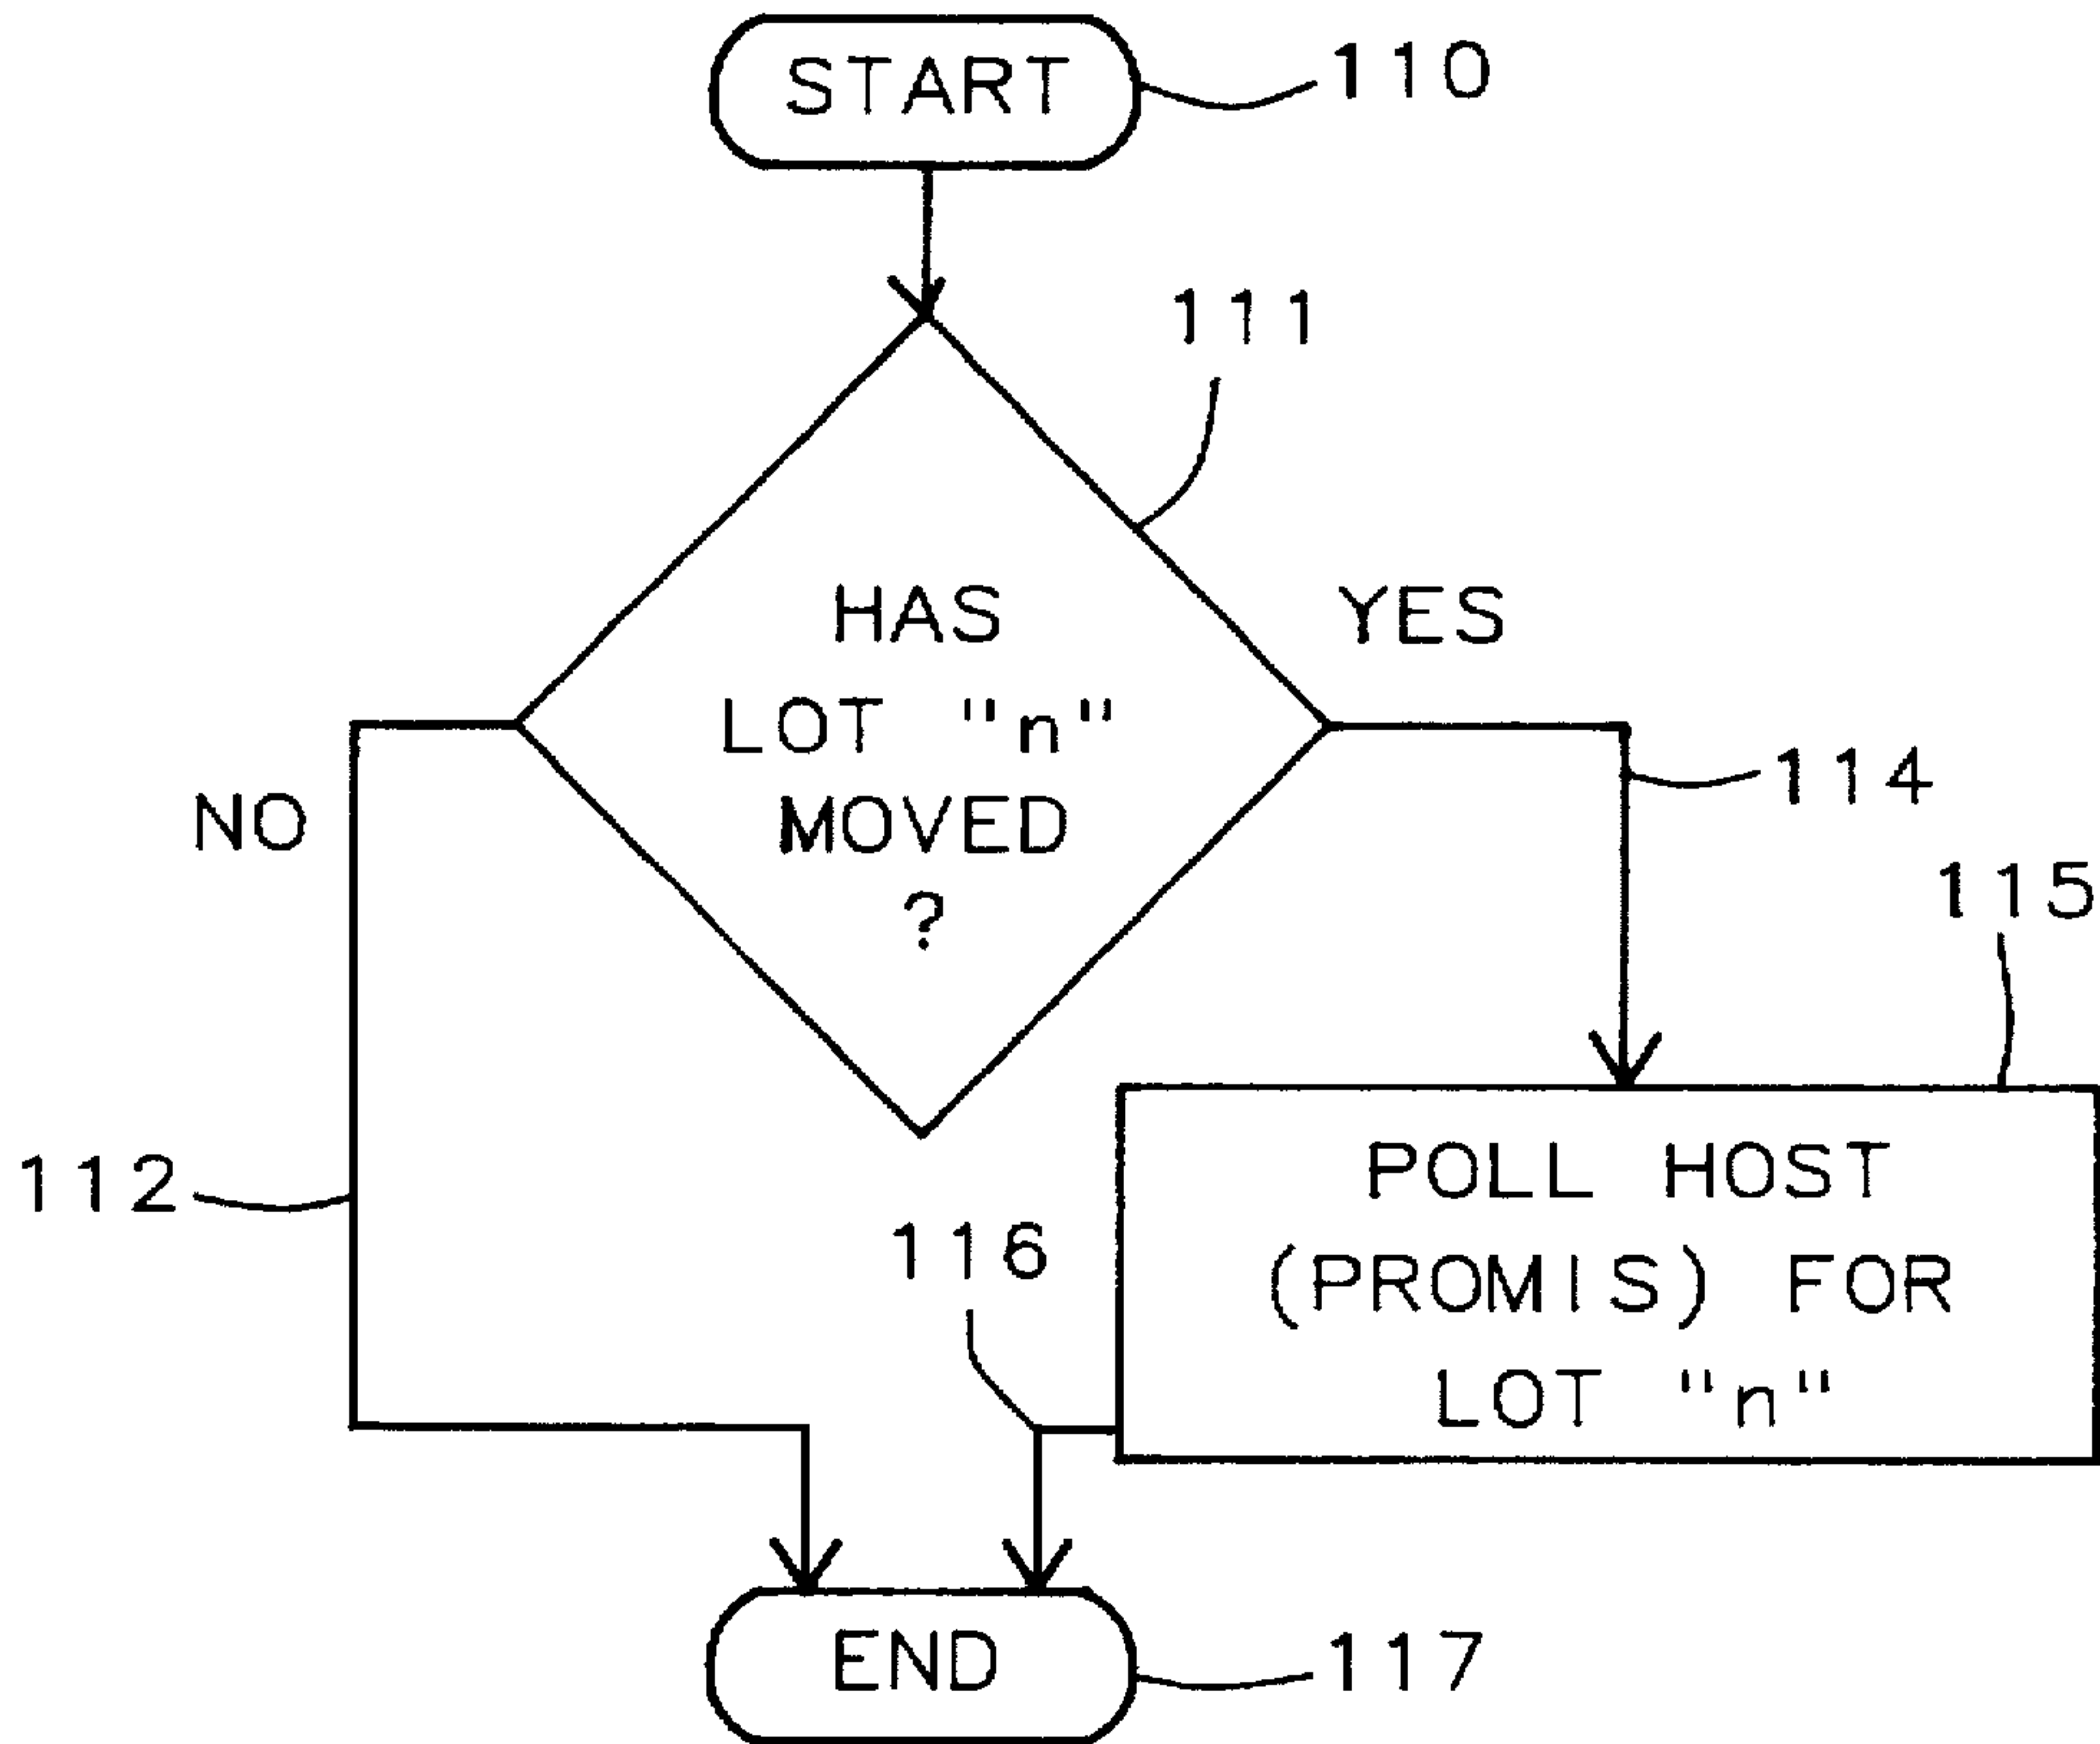 START
110
111
HAS
LOT "n"
MOVED
?
YES
NO
114
115
112
116
POLL HOST
(PROMIS) FOR
LOT "n"
END
117